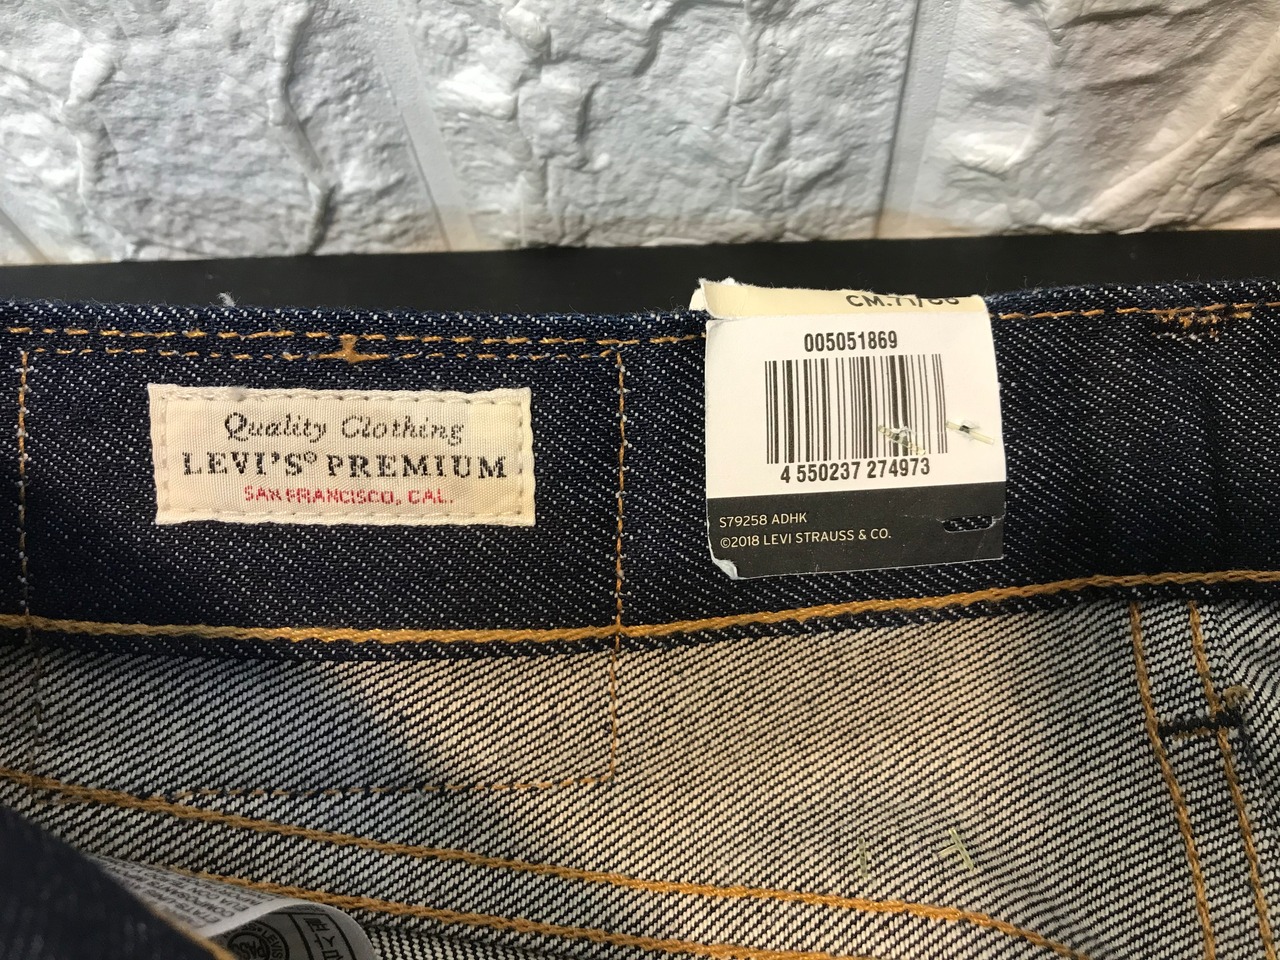 Quality Clothing
LEVI'S® PREMIUM
SAN FRANCISCO, CAL.
005051869
4 550237 274973
S79258 ADHK
©2018 LEVI STRAUSS & CO.